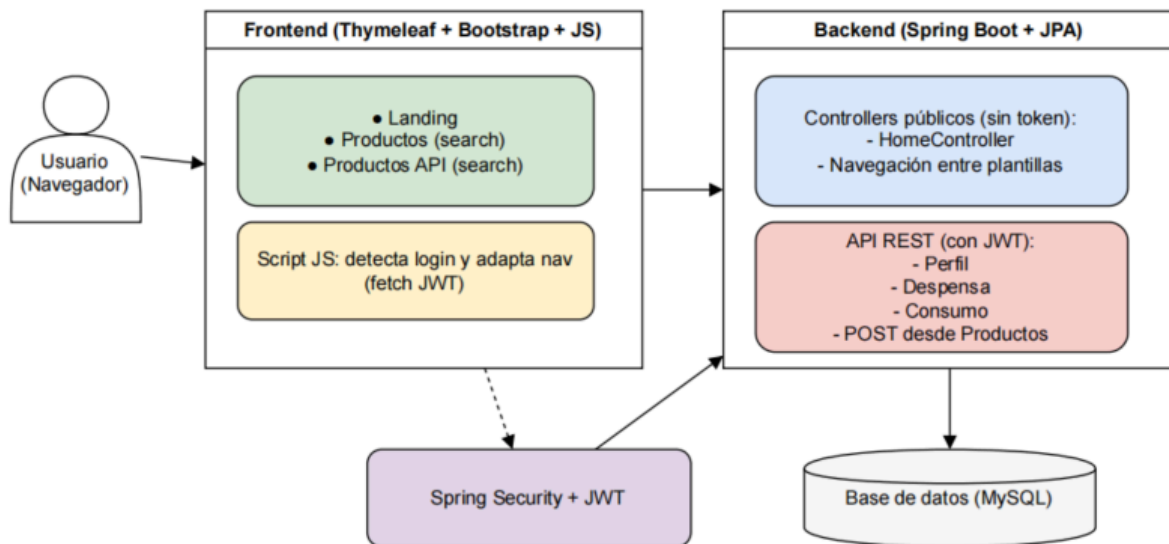 Frontend (Thymeleaf + Bootstrap + JS)
● Landing
● Productos (search)
● Productos API (search)
Script JS: detecta login y adapta nav
(fetch JWT)
Usuario
(Navegador)
Backend (Spring Boot + JPA)
Controllers públicos (sin token):
- HomeController
- Navegación entre plantillas
API REST (con JWT):
- Perfil
- Despensa
- Consumo
- POST desde Productos
Spring Security + JWT
Base de datos (MySQL)